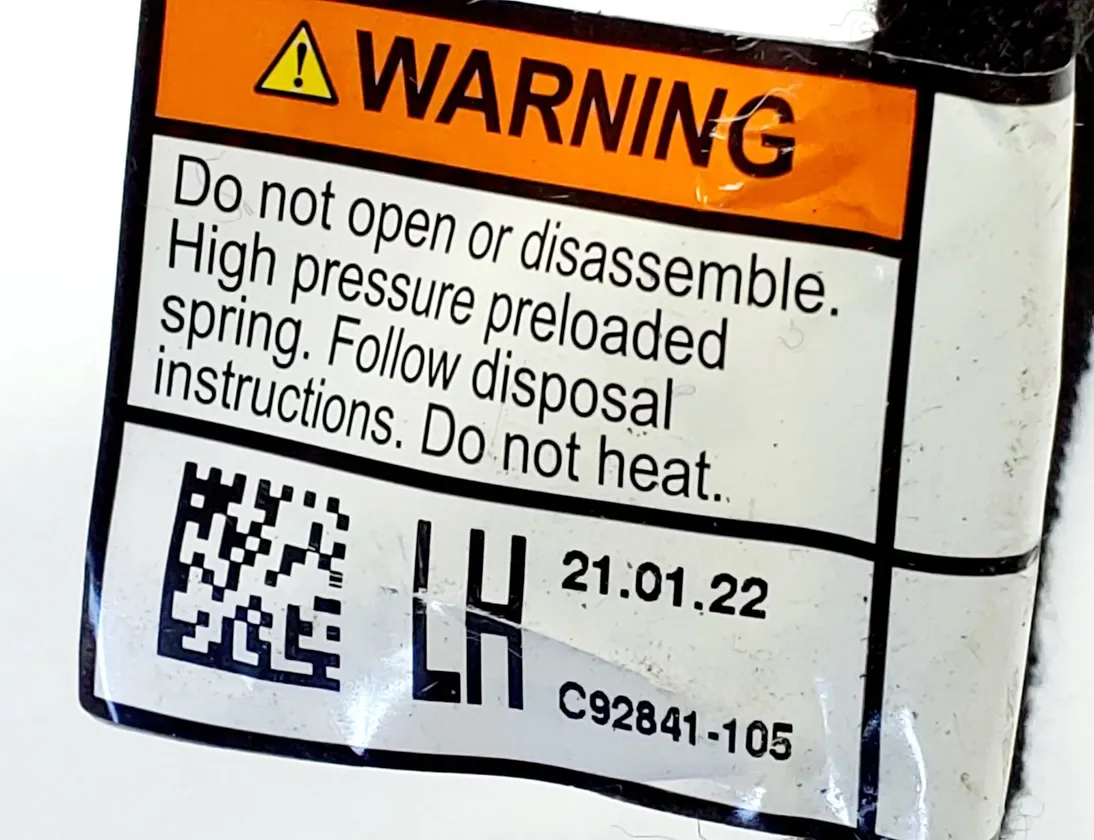 WARNING
Do not open or disassemble.
High pressure preloaded
spring. Follow disposal
instructions. Do not heat.
LH
21.01.22
C92841-105